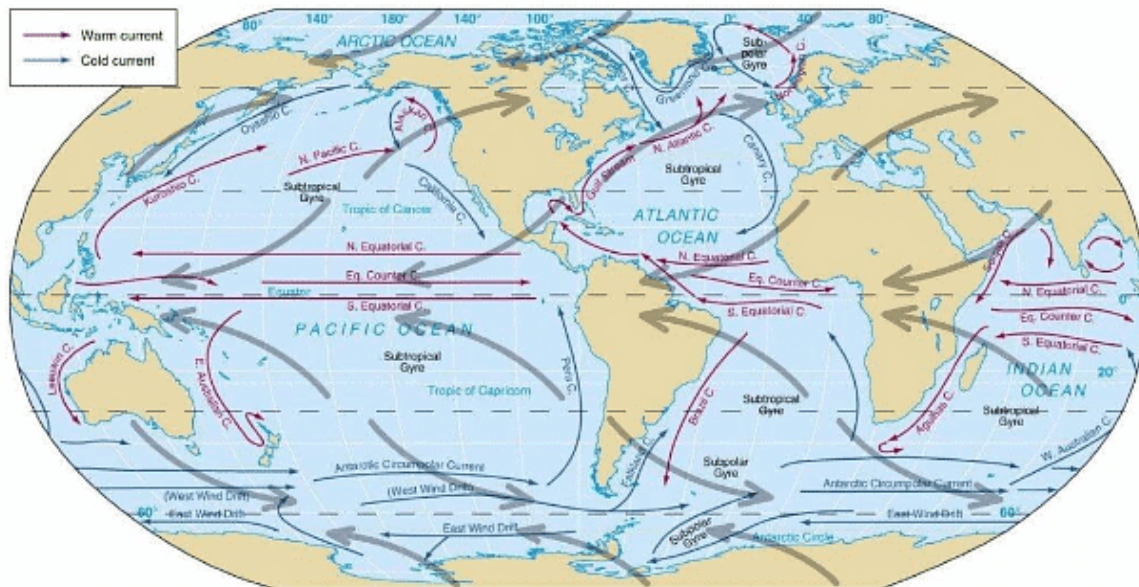 Warm current
Cold current
80°
140°
180°
140°
100°
0°
40°
80°
ARCTIC OCEAN
Sub-
polar
Gyre
Norwegian C.
Greenland
Oyashio C.
Alaskan C.
N. Pacific C.
Kuroshio C.
Subtropical
Gyre
California C.
Tropic of Cancer
Gulf Stream
N. Atlantic C.
Subtropical
Gyre
Canary C.
ATLANTIC
OCEAN
N. Equatorial C.
Eq. Counter C.
Equator
S. Equatorial C.
N. Equatorial C.
Eq. Counter C.
S. Equatorial C.
N. Equatorial C.
0°
Eq. Counter C.
S. Equatorial C.
PACIFIC OCEAN
Subtropical
Gyre
Tropic of Capricorn
Leeuwin C.
E. Australian C.
Peru C.
Brazil C.
Subtropical
Gyre
Agulhas C.
INDIAN
OCEAN
20°
Subtropical
Gyre
W. Australian C.
Falkland C.
Subpolar
Gyre
Antarctic Circumpolar Current
(West Wind Drift)
(West Wind Drift)
East Wind Drift
East Wind Drift
60°
Subpolar
Gyre
Antarctic Circumpolar Current
East Wind Drift
60°
Antarctic Circle